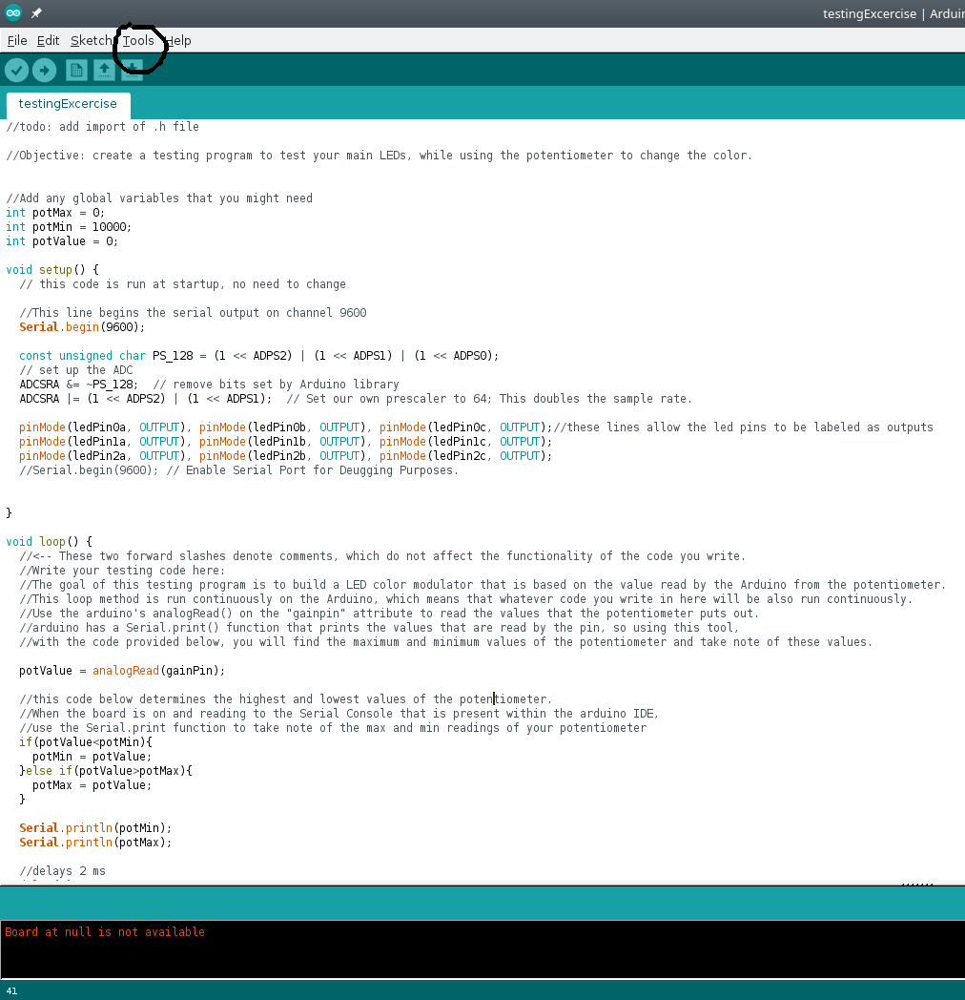 testingExcercise | Arduin
File Edit Sketch Tools Help
testingExcercise
//todo: add import of .h file
//Objective: create a testing program to test your main LEDs, while using the potentiometer to change the color.
//Add any global variables that you might need
int potMax = 0;
int potMin = 10000;
int potValue = 0;
void setup() {
// this code is run at startup, no need to change
//This line begins the serial output on channel 9600
Serial.begin(9600);
const unsigned char PS_128 = (1 << ADPS2) | (1 << ADPS1) | (1 << ADPS0);
// set up the ADC
ADCSRA &= ~PS_128;  // remove bits set by Arduino library
ADCSRA |= (1 << ADPS2) | (1 << ADPS1);  // Set our own prescaler to 64; This doubles the sample rate.
pinMode(ledPin0a, OUTPUT), pinMode(ledPin0b, OUTPUT), pinMode(ledPin0c, OUTPUT);//these lines allow the led pins to be labeled as outputs
pinMode(ledPin1a, OUTPUT), pinMode(ledPin1b, OUTPUT), pinMode(ledPin1c, OUTPUT);
pinMode(ledPin2a, OUTPUT), pinMode(ledPin2b, OUTPUT), pinMode(ledPin2c, OUTPUT);
//Serial.begin(9600); // Enable Serial Port for Deugging Purposes.
}
void loop() {
//<-- These two forward slashes denote comments, which do not affect the functionality of the code you write.
//Write your testing code here:
//The goal of this testing program is to build a LED color modulator that is based on the value read by the Arduino from the potentiometer.
//This loop method is run continuously on the Arduino, which means that whatever code you write in here will be also run continuously.
//Use the arduino's analogRead() on the "gainpin" attribute to read the values that the potentiometer puts out.
//arduino has a Serial.print() function that prints the values that are read by the pin, so using this tool,
//with the code provided below, you will find the maximum and minimum values of the potentiometer and take note of these values.
potValue = analogRead(gainPin);
//this code below determines the highest and lowest values of the potentiometer.
//When the board is on and reading to the Serial Console that is present within the arduino IDE,
//use the Serial.print function to take note of the max and min readings of your potentiometer
if(potValue<potMin){
potMin = potValue;
}else if(potValue>potMax){
potMax = potValue;
}
Serial.println(potMin);
Serial.println(potMax);
//delays 2 ms
Board at null is not available
41